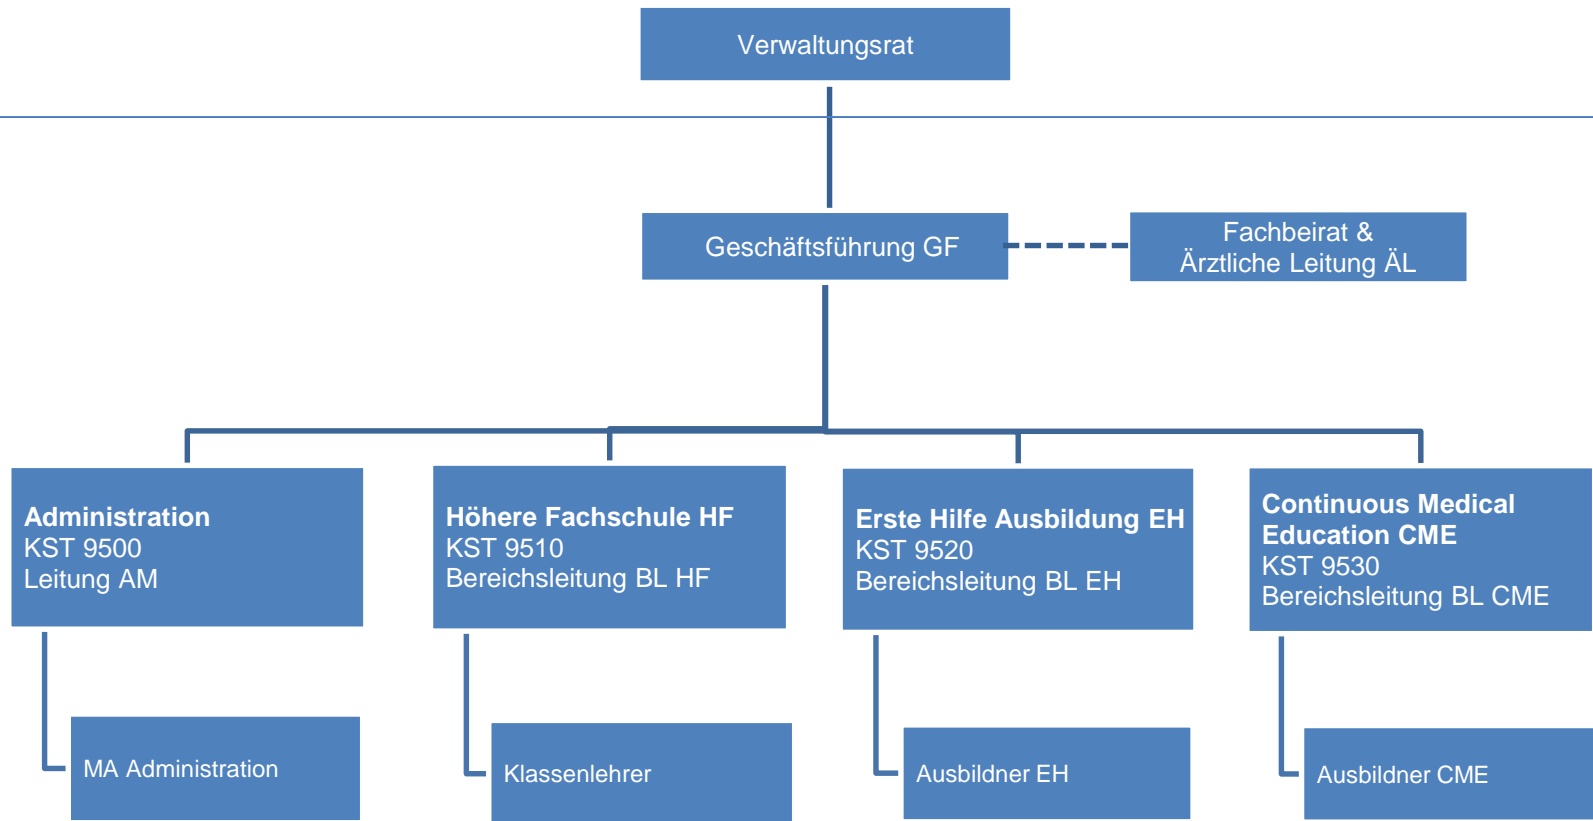 Verwaltungsrat
Geschäftsführung GF
Fachbeirat &
Ärztliche Leitung ÄL
Administration
KST 9500
Leitung AM
Höhere Fachschule HF
KST 9510
Bereichsleitung BL HF
Erste Hilfe Ausbildung EH
KST 9520
Bereichsleitung BL EH
Continuous Medical
Education CME
KST 9530
Bereichsleitung BL CME
MA Administration
Klassenlehrer
Ausbildner EH
Ausbildner CME